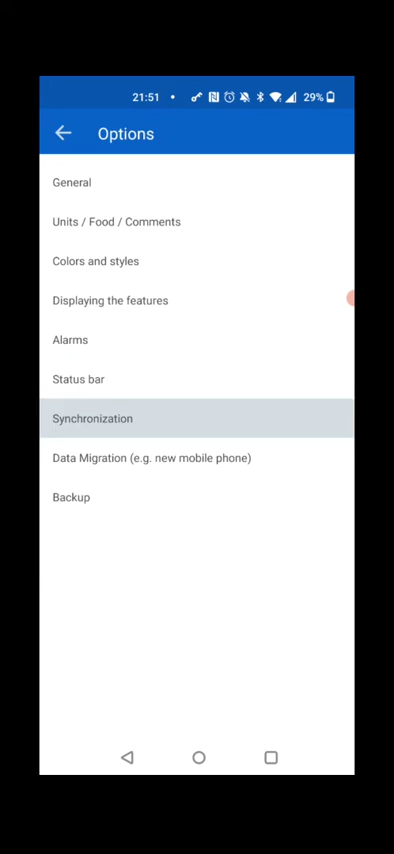 21:51 29%
Options
General
Units / Food / Comments
Colors and styles
Displaying the features
Alarms
Status bar
Synchronization
Data Migration (e.g. new mobile phone)
Backup